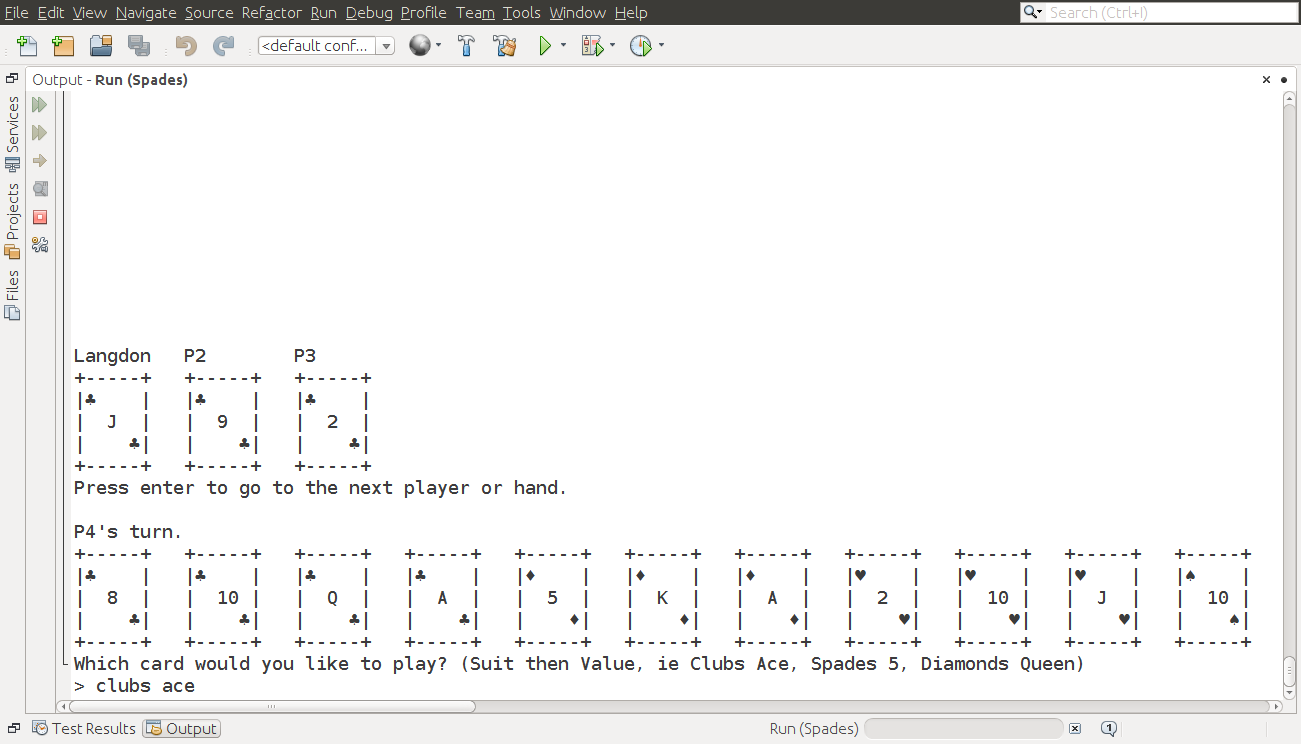 File Edit View Navigate Source Refactor Run Debug Profile Team Tools Window Help
Search (Ctrl+I)
<default conf...
Output - Run (Spades)
Services
Projects
Files
Langdon   P2        P3
+-----+   +-----+   +-----+
|♣    |   |♣    |   |♣    |
|  J  |   |  9  |   |  2  |
|    ♣|   |    ♣|   |    ♣|
+-----+   +-----+   +-----+
Press enter to go to the next player or hand.
P4's turn.
+-----+   +-----+   +-----+   +-----+   +-----+   +-----+   +-----+   +-----+   +-----+   +-----+   +-----+
|♣    |   |♣    |   |♣    |   |♣    |   |♦    |   |♦    |   |♦    |   |♥    |   |♥    |   |♥    |   |♠    |
|  8  |   |  10 |   |  Q  |   |  A  |   |  5  |   |  K  |   |  A  |   |  2  |   |  10 |   |  J  |   |  10 |
|    ♣|   |    ♣|   |    ♣|   |    ♣|   |    ♦|   |    ♦|   |    ♦|   |    ♥|   |    ♥|   |    ♥|   |    ♠|
+-----+   +-----+   +-----+   +-----+   +-----+   +-----+   +-----+   +-----+   +-----+   +-----+   +-----+
Which card would you like to play? (Suit then Value, ie Clubs Ace, Spades 5, Diamonds Queen)
> clubs ace
Test Results Output Run (Spades) 1